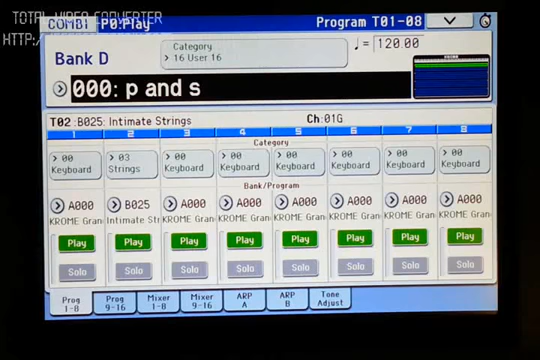 TOTAL VIDEO CONVERTER
HTTP://
COMBI P0:Play Program T01-08
Bank D
Category
16 User 16
♩= 120.00
000: p and s
T02 :B025: Intimate Strings Ch:01G
1 2 3 4 5 6 7 8
Category
00 Keyboard 03 Strings 00 Keyboard 00 Keyboard 00 Keyboard 00 Keyboard 00 Keyboard 00 Keyboard
Bank/Program
A000 B025 A000 A000 A000 A000 A000 A000
KROME Gran Intimate Str KROME Gran KROME Gran KROME Gran KROME Gran KROME Gran KROME Gran
Play Play Play Play Play Play Play Play
Solo Solo Solo Solo Solo Solo Solo Solo
Prog 1-8 Prog 9-16 Mixer 1-8 Mixer 9-16 ARP A ARP B Tone Adjust